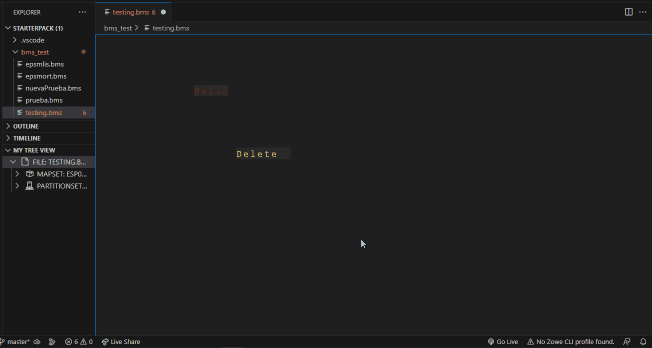 EXPLORER ···
testing.bms 6
STARTERPACK (1)
bms_test > testing.bms
.vscode
bms_test
epsmlis.bms
epsmort.bms
nuevaPrueba.bms
prueba.bms
testing.bms 6
OUTLINE
TIMELINE
MY TREE VIEW
FILE: TESTING.B...
MAPSET: ESP0...
PARTITIONSET...
Hello
Delete
master* 6 0 Live Share Go Live No Zowe CLI profile found.